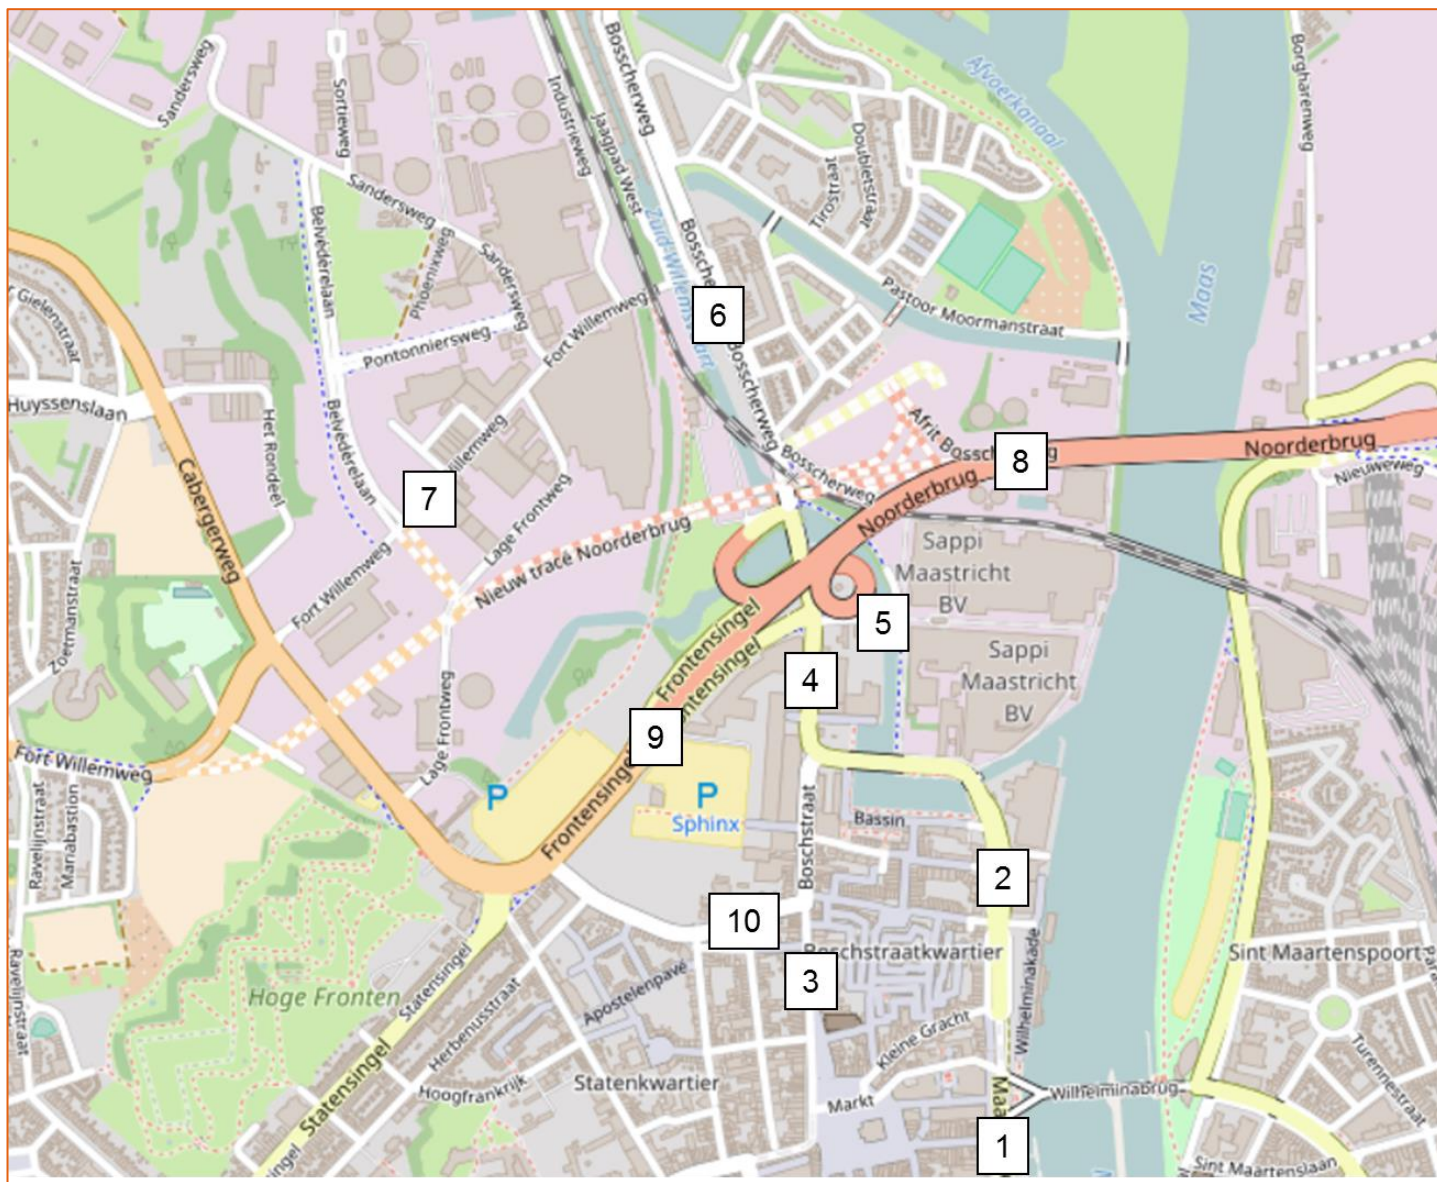 Sandersweg
Sortieweg
Industrieweg
Jaagpad West
Bosscherweg
Afvoerkanaal
Borgharenweg
Doubletstraat
Tirostraat
Jeu
Sandersweg
Belvédèrelaan
Phoenixweg
Sandersweg
Zuid-Willemsvaart
Bossche
6
Maas
Pastoor Moormanstraat
r Gielenstraat
Pontonniersweg
Fort Willemweg
Bosscherweg
Huyssenslaan
Het Rondeel
Belvédèrelaan
Willemweg
7
Cabergerweg
Lage Frontweg
Bosscherweg
Afrit Bossch
8
Noorderbrug
Noorderbrug
Nieuweweg
Nieuw tracé Noorderbrug
Sappi
Maastricht
BV
Zoetmanstraat
Fort Willemweg
5
Frontensingel
Sappi
Maastricht
BV
4
9
Lage Frontweg
Fort Willemweg
Ravelijnstraat
Mariabastion
P
P
Sphinx
Frontensingel
Boschstraat
Bassin
2
10
3
oschstraatkwartier
Wilhelminakade
Sint Maartenspoort
Ravelijnstraat
Hoge Fronten
Statensingel
Herbenusstraat
Apostelenpavé
Kleine Gracht
Statensingel
Hoogfrankrijk
Statenkwartier
Markt
Maa
Wilhelminabrug
Turennestraat
1
Sint Maartenslaan